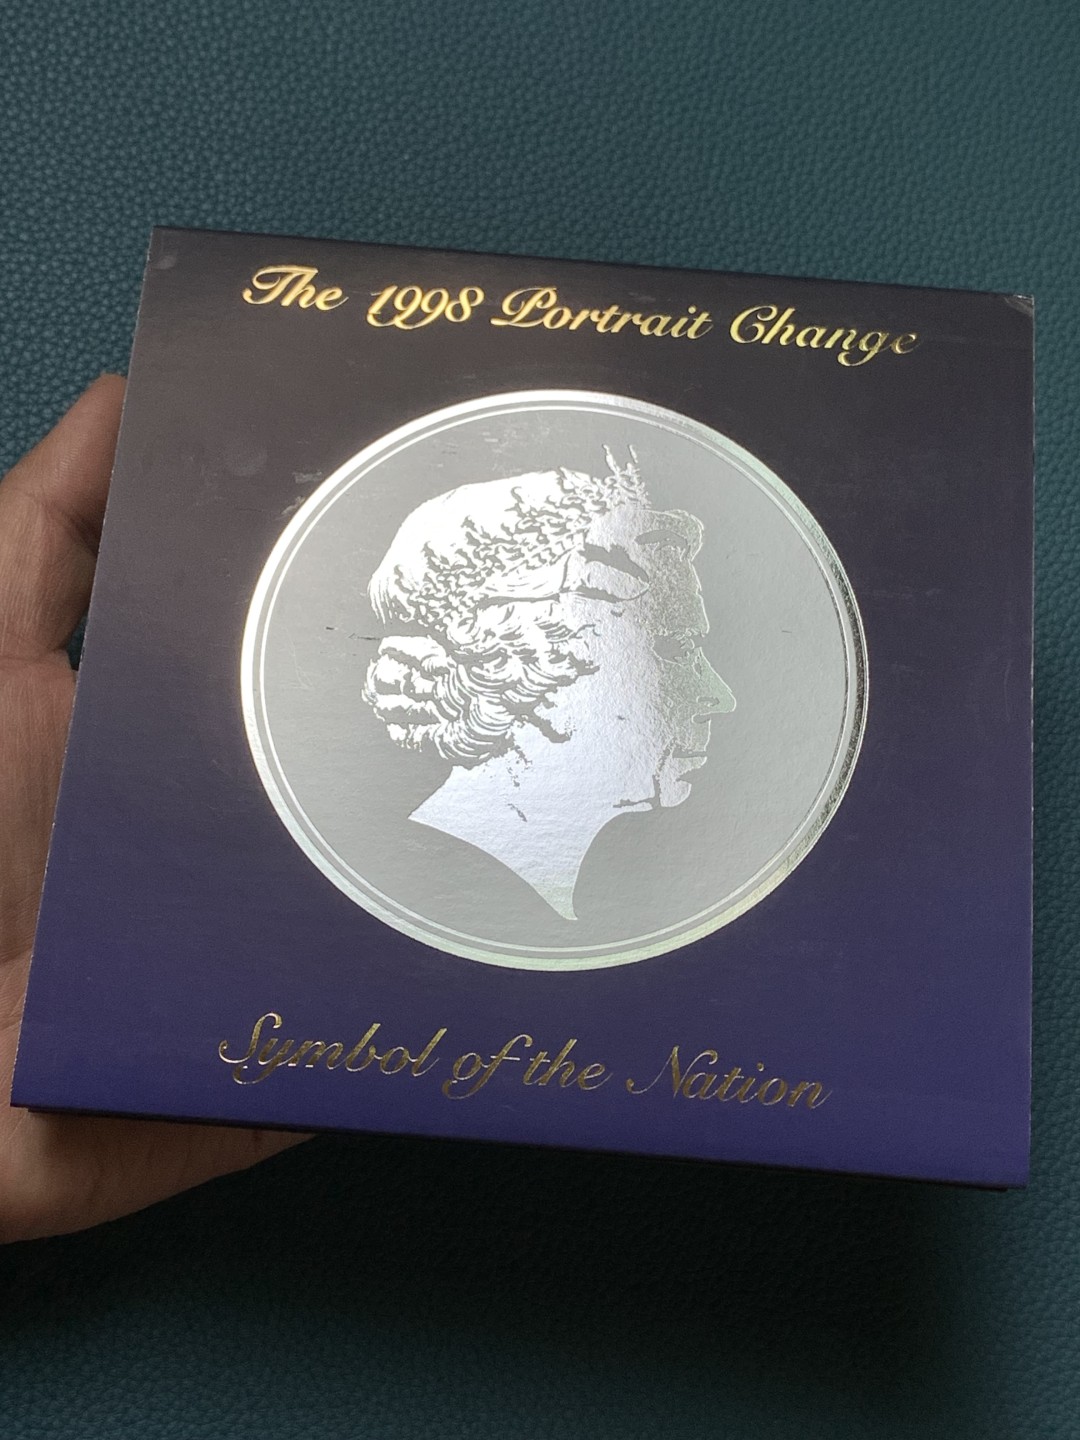 The 1998 Portrait Change
Symbol of the Nation